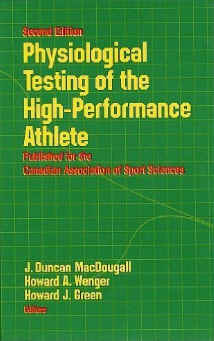 Second Edition
Physiological
Testing of the
High-Performance
Athlete
Published for the
Canadian Association of Sport Sciences
J. Duncan MacDougall
Howard A. Wenger
Howard J. Green
Editors